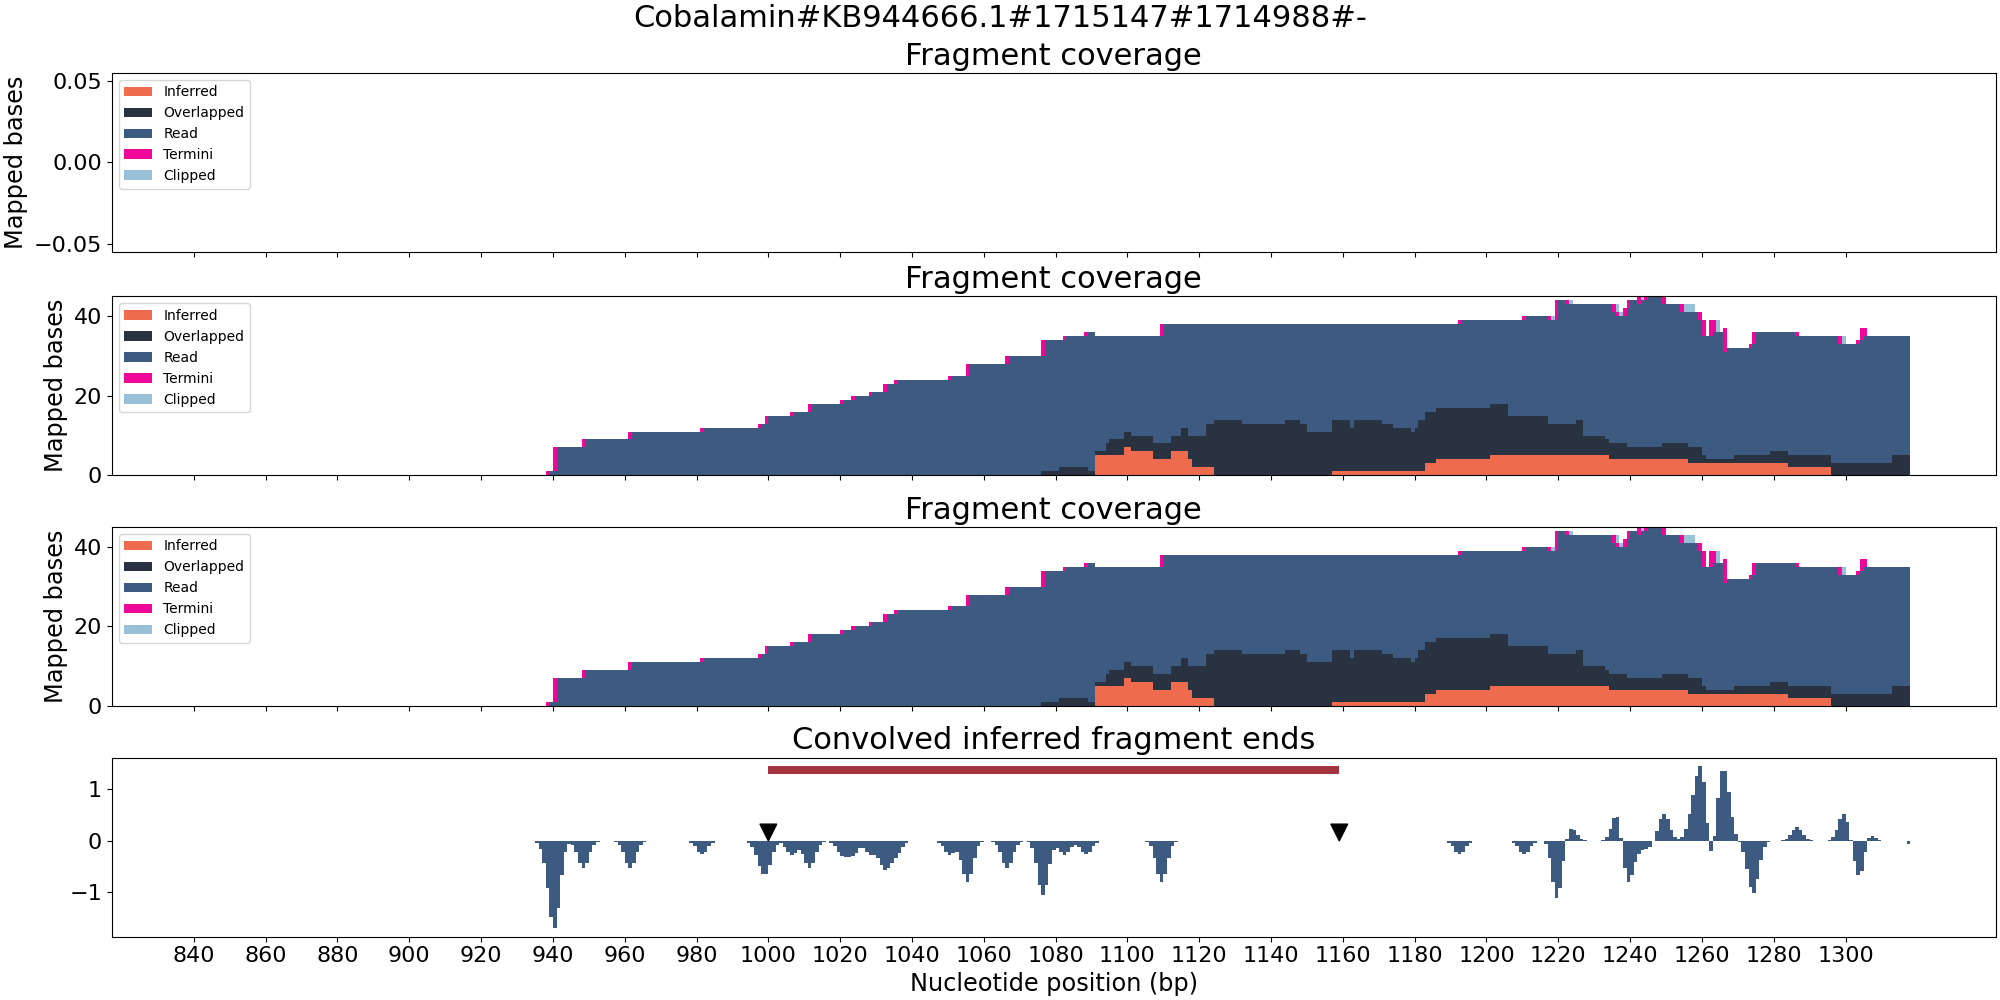 Cobalamin#KB944666.1#1715147#1714988#-
Fragment coverage
Mapped bases
0.05
0.00
−0.05
Inferred
Overlapped
Read
Termini
Clipped
Fragment coverage
Mapped bases
40
20
0
Inferred
Overlapped
Read
Termini
Clipped
Fragment coverage
Mapped bases
40
20
0
Inferred
Overlapped
Read
Termini
Clipped
Convolved inferred fragment ends
1
0
−1
840 860 880 900 920 940 960 980 1000 1020 1040 1060 1080 1100 1120 1140 1160 1180 1200 1220 1240 1260 1280 1300
Nucleotide position (bp)